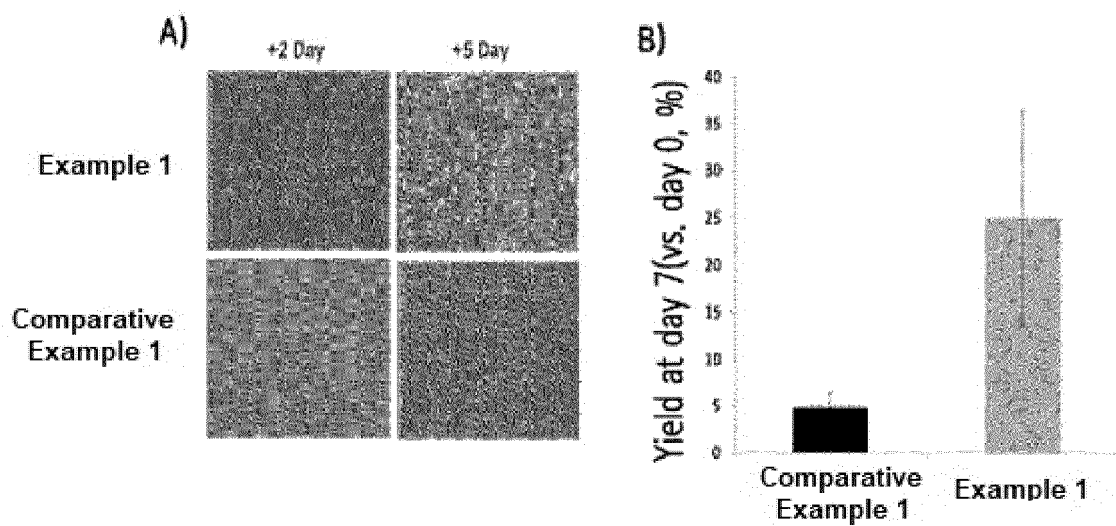 A)
+2 Day
+5 Day
Example 1
Comparative
Example 1
B)
Yield at day 7(vs. day 0, %)
40
35
30
25
20
15
10
5
0
Comparative
Example 1
Example 1